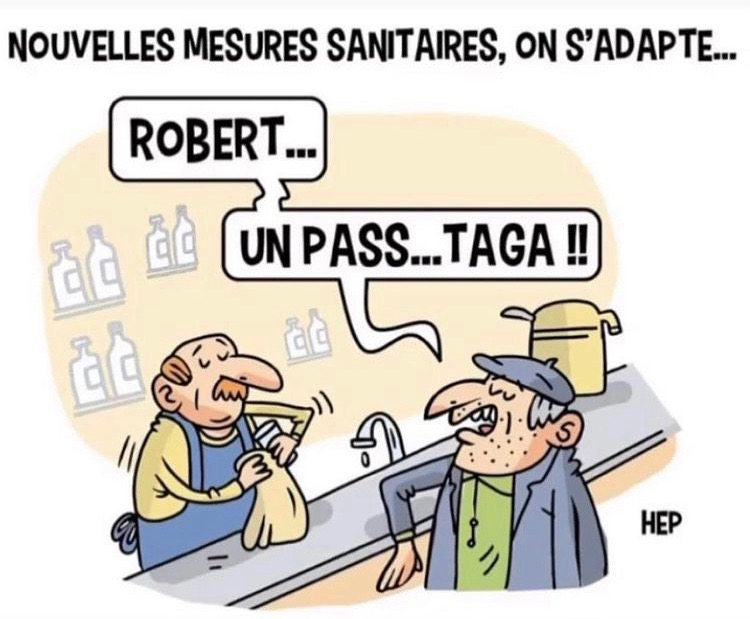 NOUVELLES MESURES SANITAIRES, ON S'ADAPTE...
ROBERT...
UN PASS...TAGA !!
HEP